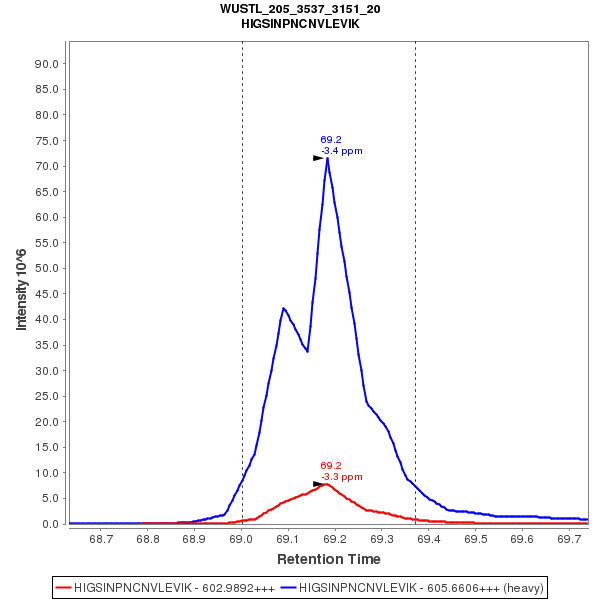 WUSTL_205_3537_3151_20
HIGSINPNCNVLEVIK
90.0
85.0
80.0
75.0
70.0
65.0
60.0
55.0
50.0
45.0
40.0
35.0
30.0
25.0
20.0
15.0
10.0
5.0
0.0
Intensity 10^6
69.2
-3.4 ppm
69.2
-3.3 ppm
68.7 68.8 68.9 69.0 69.1 69.2 69.3 69.4 69.5 69.6 69.7
Retention Time
HIGSINPNCNVLEVIK - 602.9892+++ HIGSINPNCNVLEVIK - 605.6606+++ (heavy)